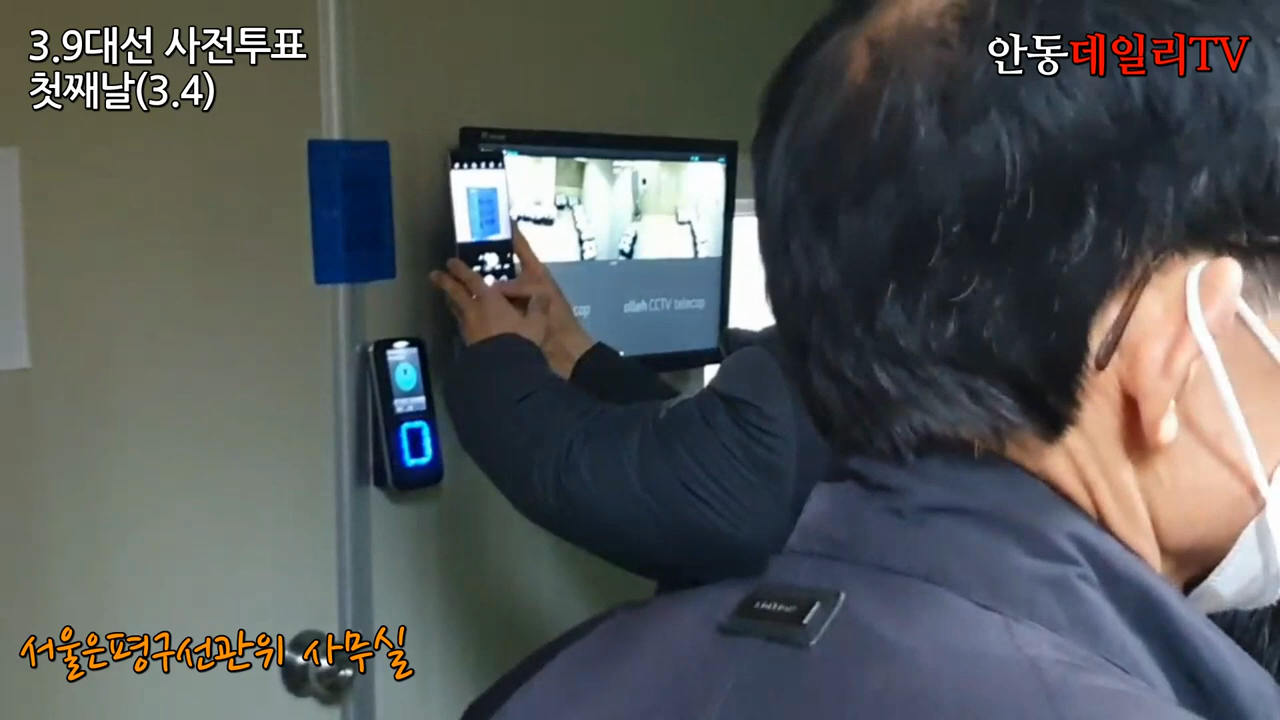 3.9대선 사전투표
첫째날(3.4)
안동데일리TV
olleh CCTV telecop
cop
서울은평구선관위 사무실